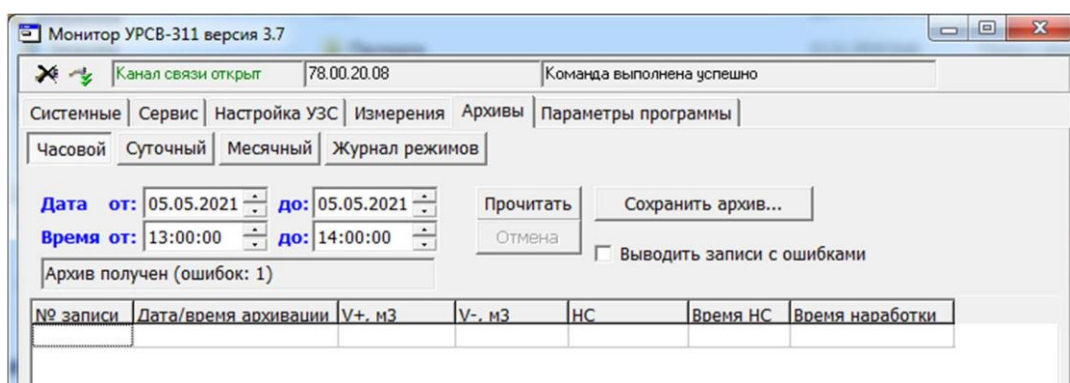 Монитор УРСВ-311 версия 3.7
Канал связи открыт 78.00.20.08 Команда выполнена успешно
Системные Сервис Настройка УЗС Измерения Архивы Параметры программы
Часовой Суточный Месячный Журнал режимов
Дата от: 05.05.2021 до: 05.05.2021 Прочитать Сохранить архив...
Время от: 13:00:00 до: 14:00:00 Отмена
Выводить записи с ошибками
Архив получен (ошибок: 1)
№ записи Дата/время архивации V+, м3 V-, м3 НС Время НС Время наработки